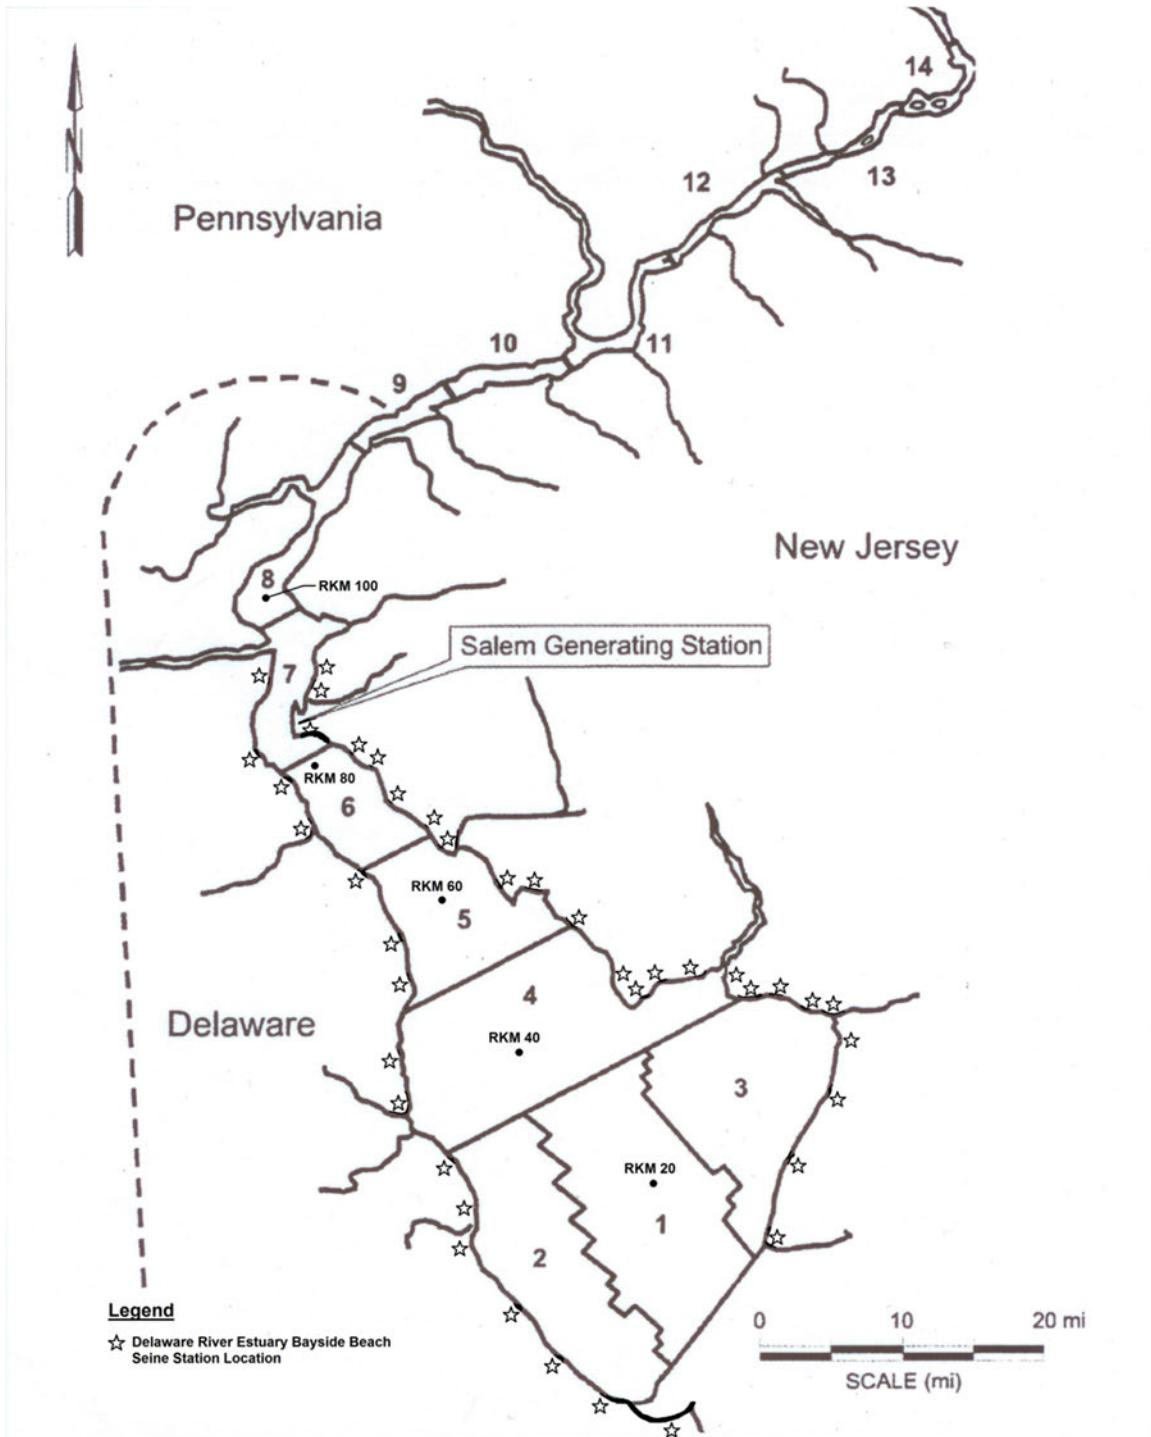 14
N
12
13
Pennsylvania
10
11
9
New Jersey
8
RKM 100
Salem Generating Station
7
RKM 80
6
RKM 60
5
4
Delaware
RKM 40
3
RKM 20
1
2
Legend
Delaware River Estuary Bayside Beach
Seine Station Location
0 10 20 mi
SCALE (mi)